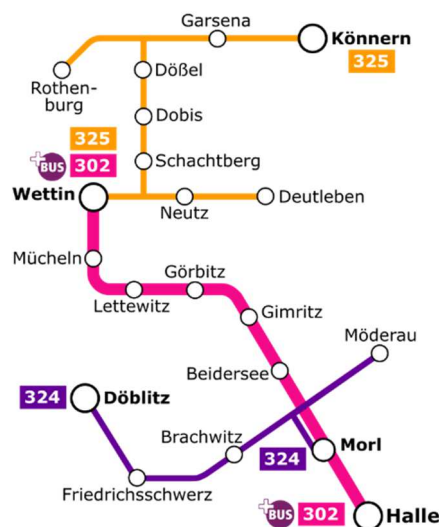 Garsena
Könnern
325
Rothen-
burg
Dößel
Dobis
325
+BUS 302
Schachtberg
Wettin
Neutz
Deutleben
Mücheln
Görbitz
Lettewitz
Gimritz
Möderau
Beidersee
324 Döblitz
Brachwitz
324
Morl
Friedrichsschwerz
+BUS 302
Halle